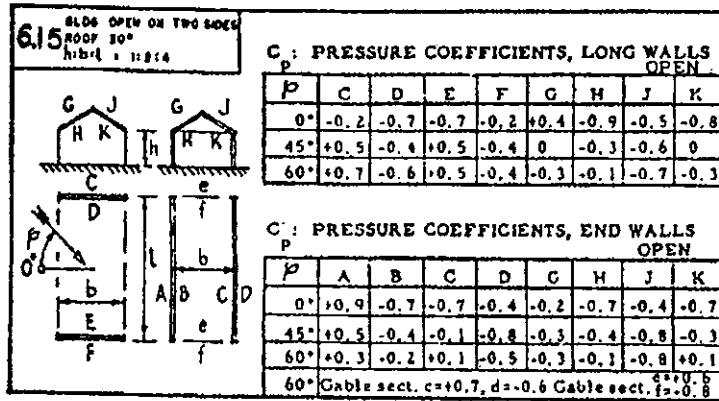 6.15 BLDG OPEN ON TWO SIDES
ROOF 30°
h:b:l = 1:2:4
Cp: PRESSURE COEFFICIENTS, LONG WALLS
OPEN
β C D E F G H J K
0° -0.2 -0.7 -0.7 -0.2 +0.4 -0.9 -0.5 -0.8
45° +0.5 -0.4 +0.5 -0.4 0 -0.3 -0.6 0
60° +0.7 -0.6 +0.5 -0.4 -0.3 +0.1 -0.7 -0.3
G J G J
H K H K h
C e
D f
β l b
0°
b A B C D
E e
F f
Cp: PRESSURE COEFFICIENTS, END WALLS
OPEN
β A B C D G H J K
0° +0.9 -0.7 -0.7 -0.4 -0.2 -0.7 -0.4 -0.7
45° +0.5 -0.4 -0.1 -0.8 -0.3 -0.4 -0.8 -0.3
60° +0.3 -0.2 +0.1 -0.5 -0.3 -0.1 -0.8 +0.1
60° Gable sect. c=+0.7, d=-0.6 Gable sect.